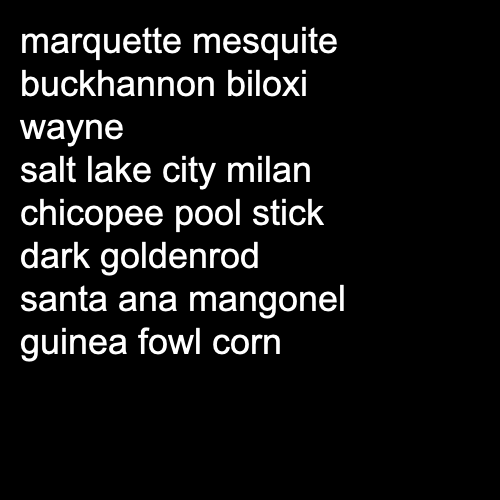 marquette mesquite
buckhannon biloxi
wayne
salt lake city milan
chicopee pool stick
dark goldenrod
santa ana mangonel
guinea fowl corn